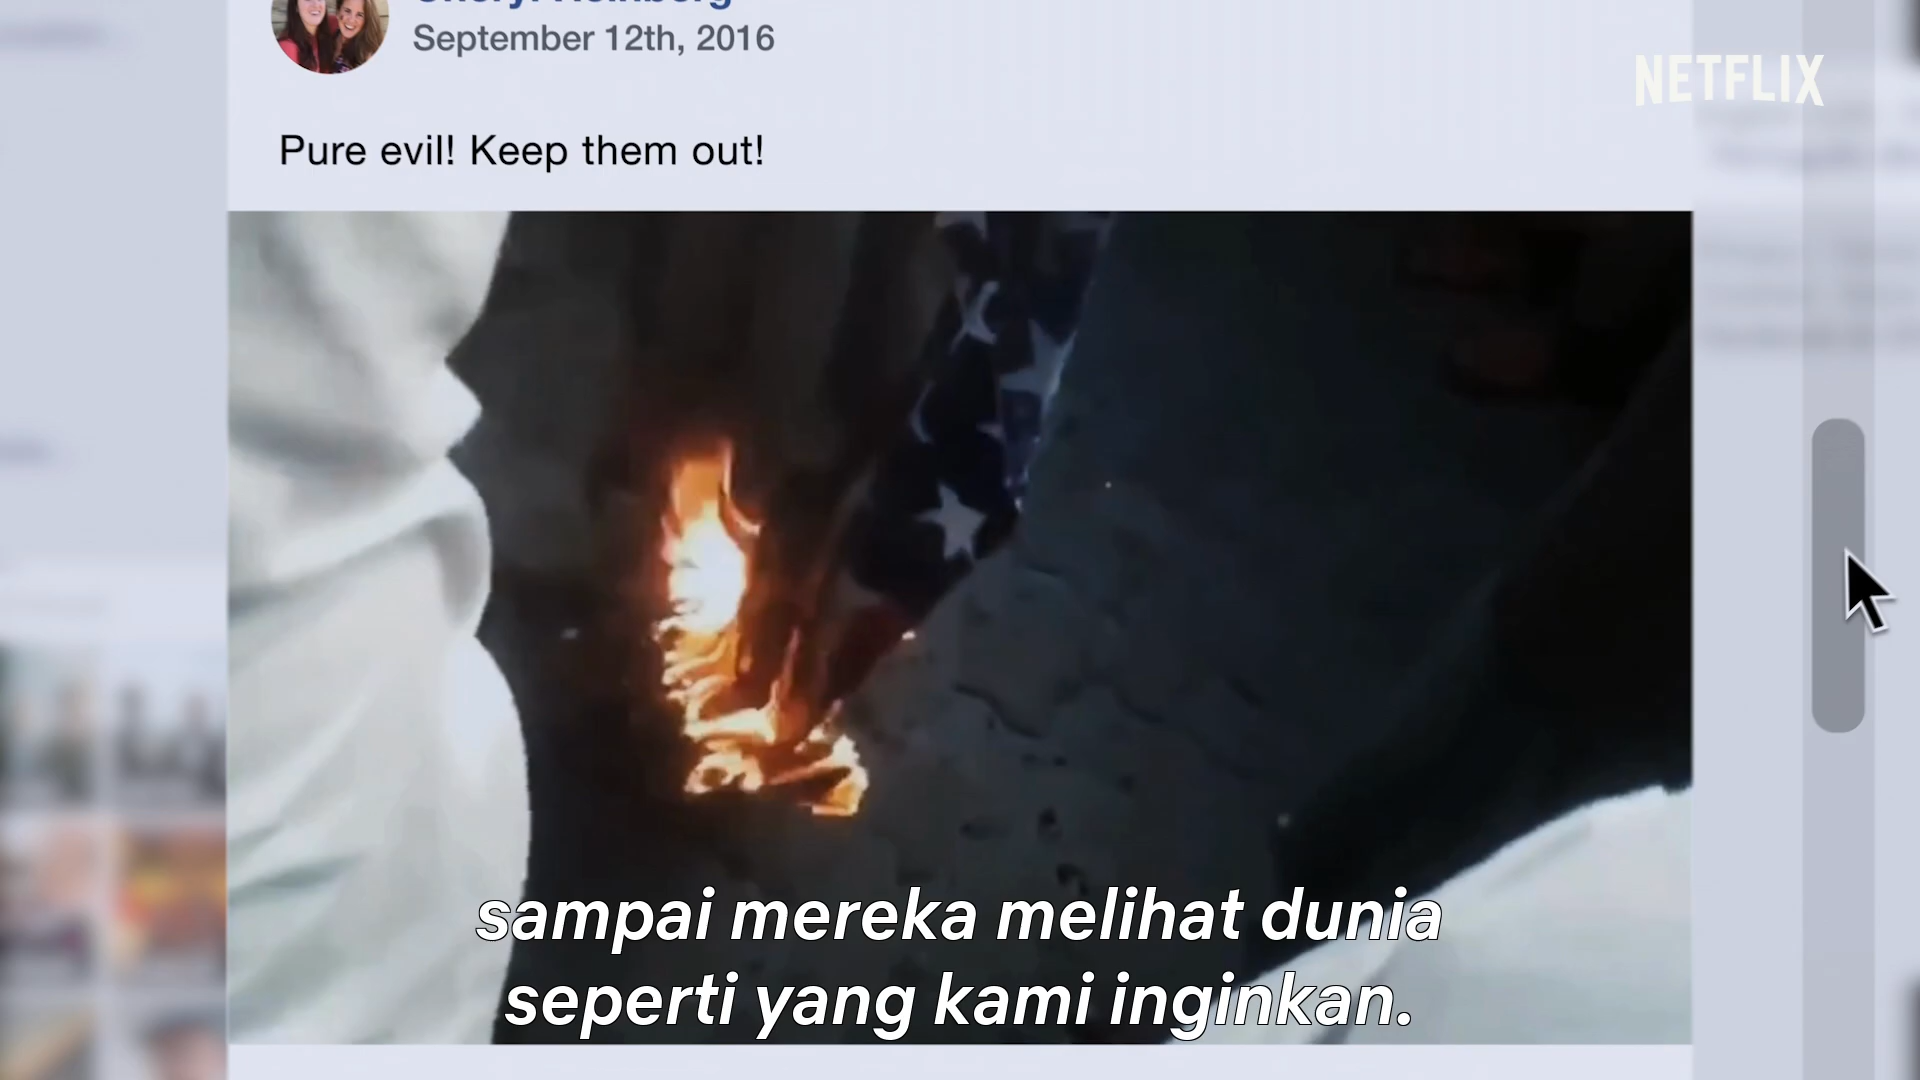 September 12th, 2016
NETFLIX
Pure evil! Keep them out!
sampai mereka melihat dunia
seperti yang kami inginkan.